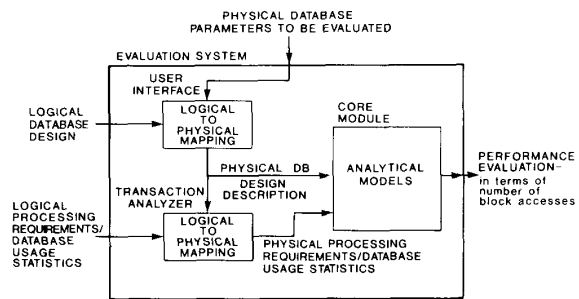 PHYSICAL DATABASE
PARAMETERS TO BE EVALUATED
EVALUATION SYSTEM
USER
INTERFACE
LOGICAL
DATABASE
DESIGN
LOGICAL
TO
PHYSICAL
MAPPING
CORE
MODULE
ANALYTICAL
MODELS
PHYSICAL DB
DESIGN
DESCRIPTION
PERFORMANCE
EVALUATION–
in terms of
number of
block accesses
TRANSACTION
ANALYZER
LOGICAL
PROCESSING
REQUIREMENTS/
DATABASE
USAGE
STATISTICS
LOGICAL
TO
PHYSICAL
MAPPING
PHYSICAL PROCESSING
REQUIREMENTS/DATABASE
USAGE STATISTICS